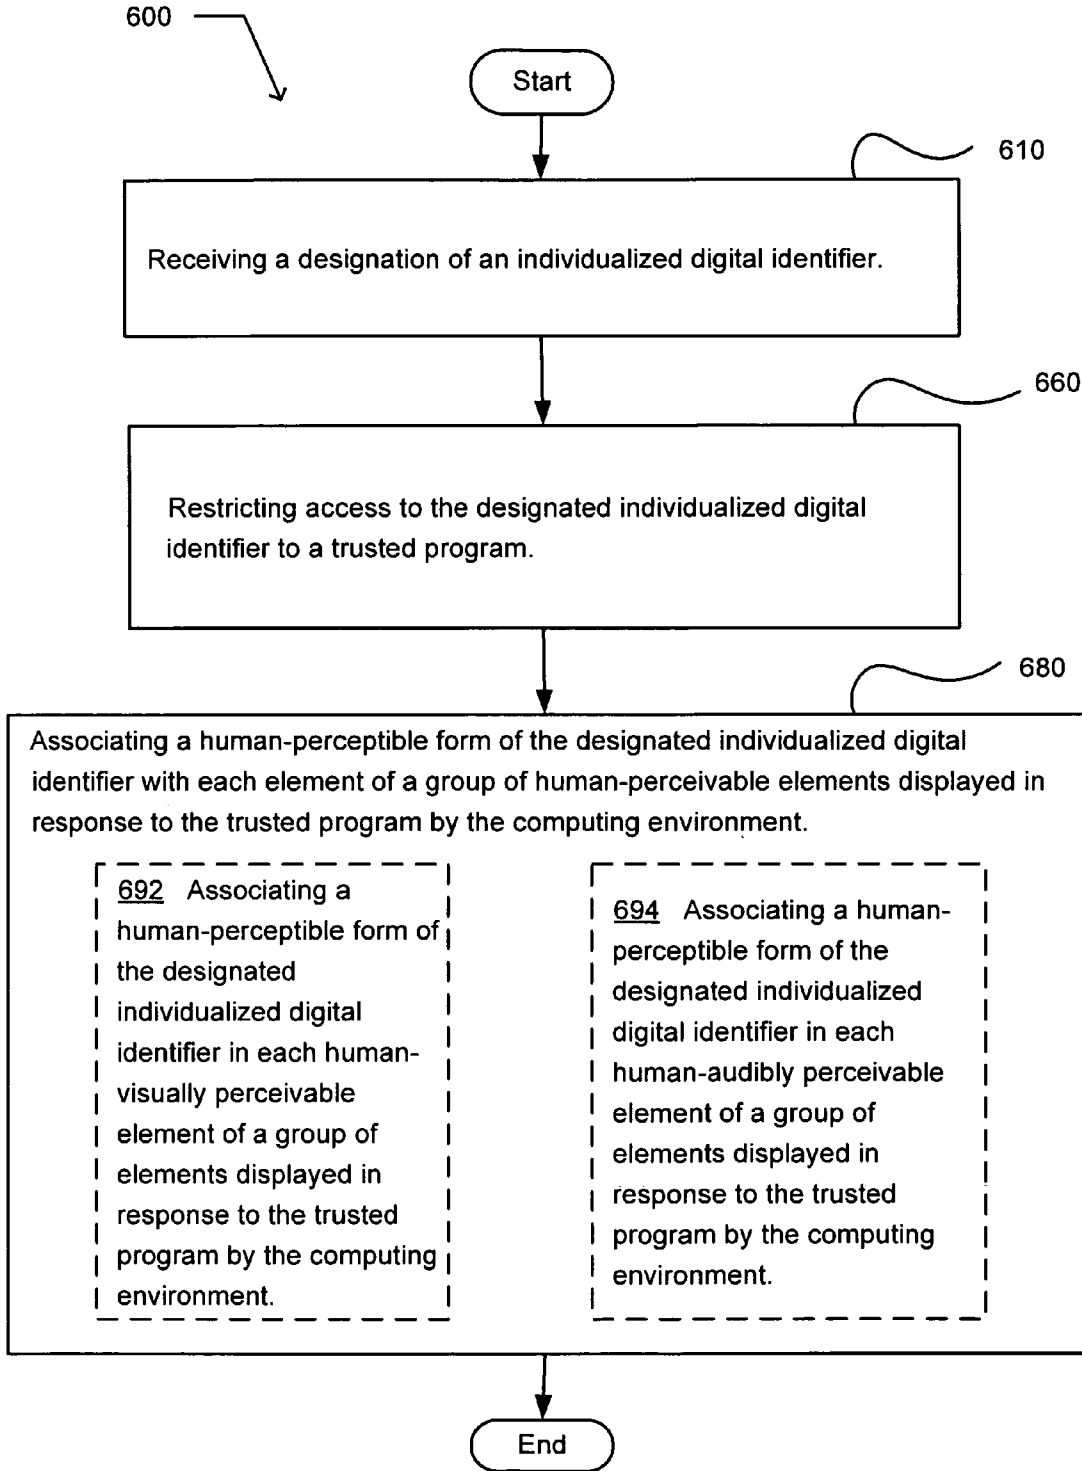 600
Start
610
Receiving a designation of an individualized digital identifier.
660
Restricting access to the designated individualized digital
identifier to a trusted program.
680
Associating a human-perceptible form of the designated individualized digital
identifier with each element of a group of human-perceivable elements displayed in
response to the trusted program by the computing environment.
692 Associating a
human-perceptible form of
the designated
individualized digital
identifier in each human-
visually perceivable
element of a group of
elements displayed in
response to the trusted
program by the computing
environment.
694 Associating a human-
perceptible form of the
designated individualized
digital identifier in each
human-audibly perceivable
element of a group of
elements displayed in
response to the trusted
program by the computing
environment.
End